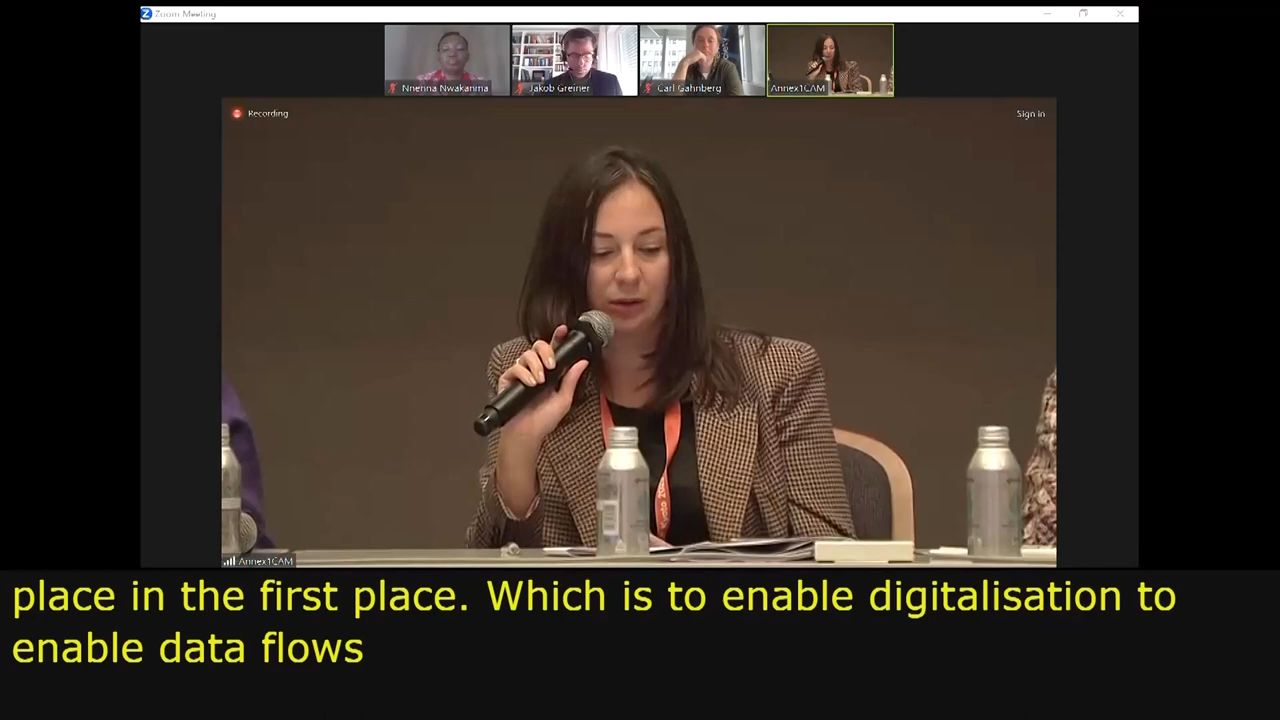 Zoom Meeting
Nnenna Nwakanma
Jakob Greiner
Carl Gahnberg
Annex1CAM
Recording
Sign in
Annex1CAM
place in the first place. Which is to enable digitalisation to
enable data flows